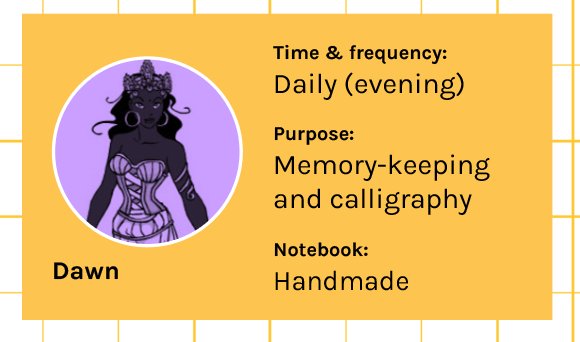 Time & frequency:
Daily (evening)
Purpose:
Memory-keeping
and calligraphy
Notebook:
Handmade
Dawn